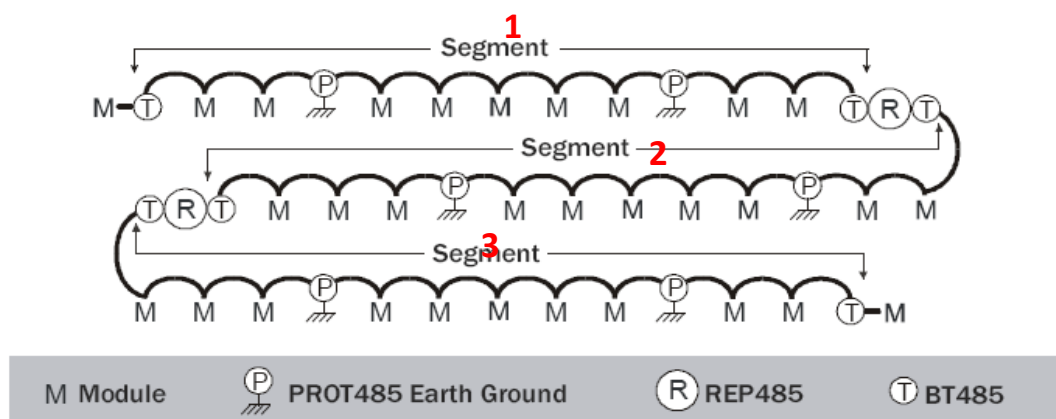 1
Segment
M T M M P M M M M M P M M T R T
Segment 2
T R T M M M P M M M M M P M M
3
Segment
M M M P M M M M M P M M T M
M Module P PROT485 Earth Ground R REP485 T BT485